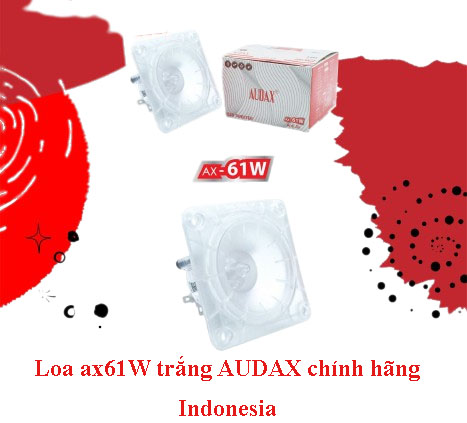 AUDAX
AX-61W
AX-61W
Loa ax61W trắng AUDAX chính hãng
Indonesia